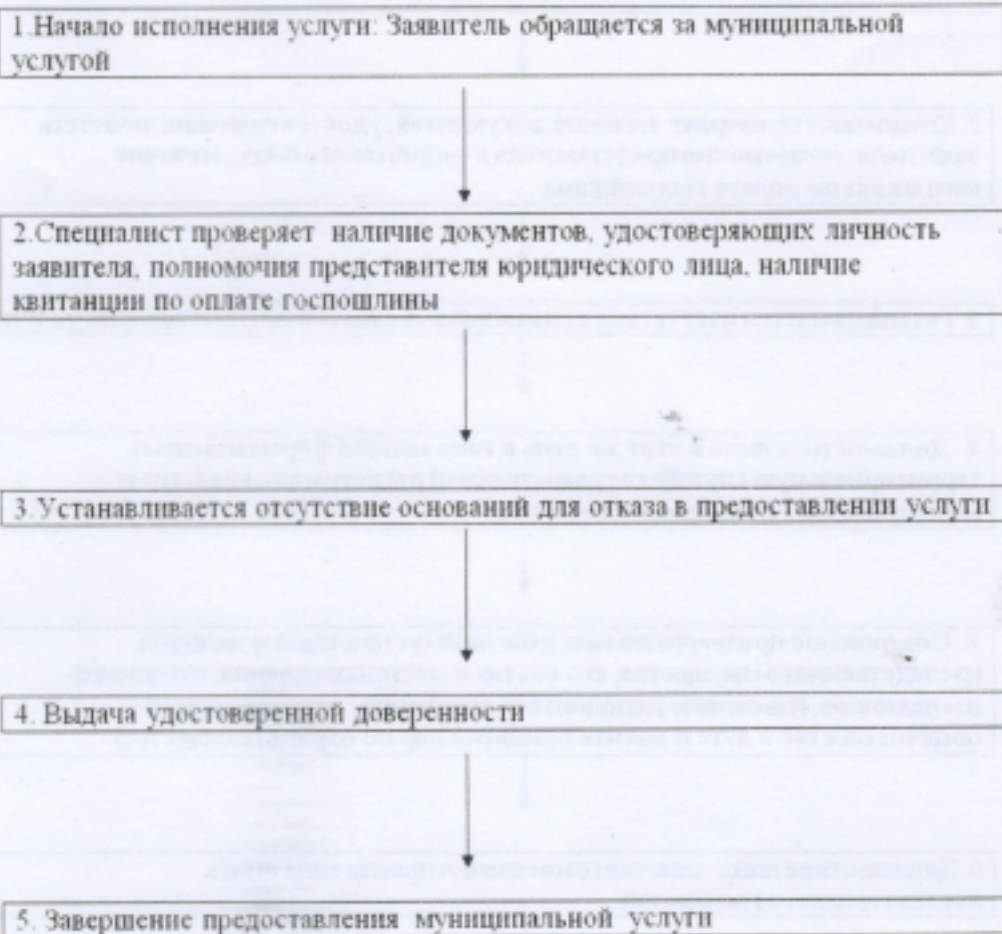 1.Начало исполнения услуги: Заявитель обращается за муниципальной
услугой
2.Специалист проверяет наличие документов, удостоверяющих личность
заявителя, полномочия представителя юридического лица, наличие
квитанции по оплате госпошлины
3.Устанавливается отсутствие оснований для отказа в предоставлении услуги
4. Выдача удостоверенной доверенности
5. Завершение предоставления муниципальной услуги